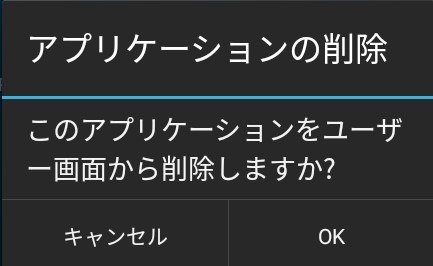 アプリケーションの削除
このアプリケーションをユーザ
ー画面から削除しますか?
キャンセル
OK